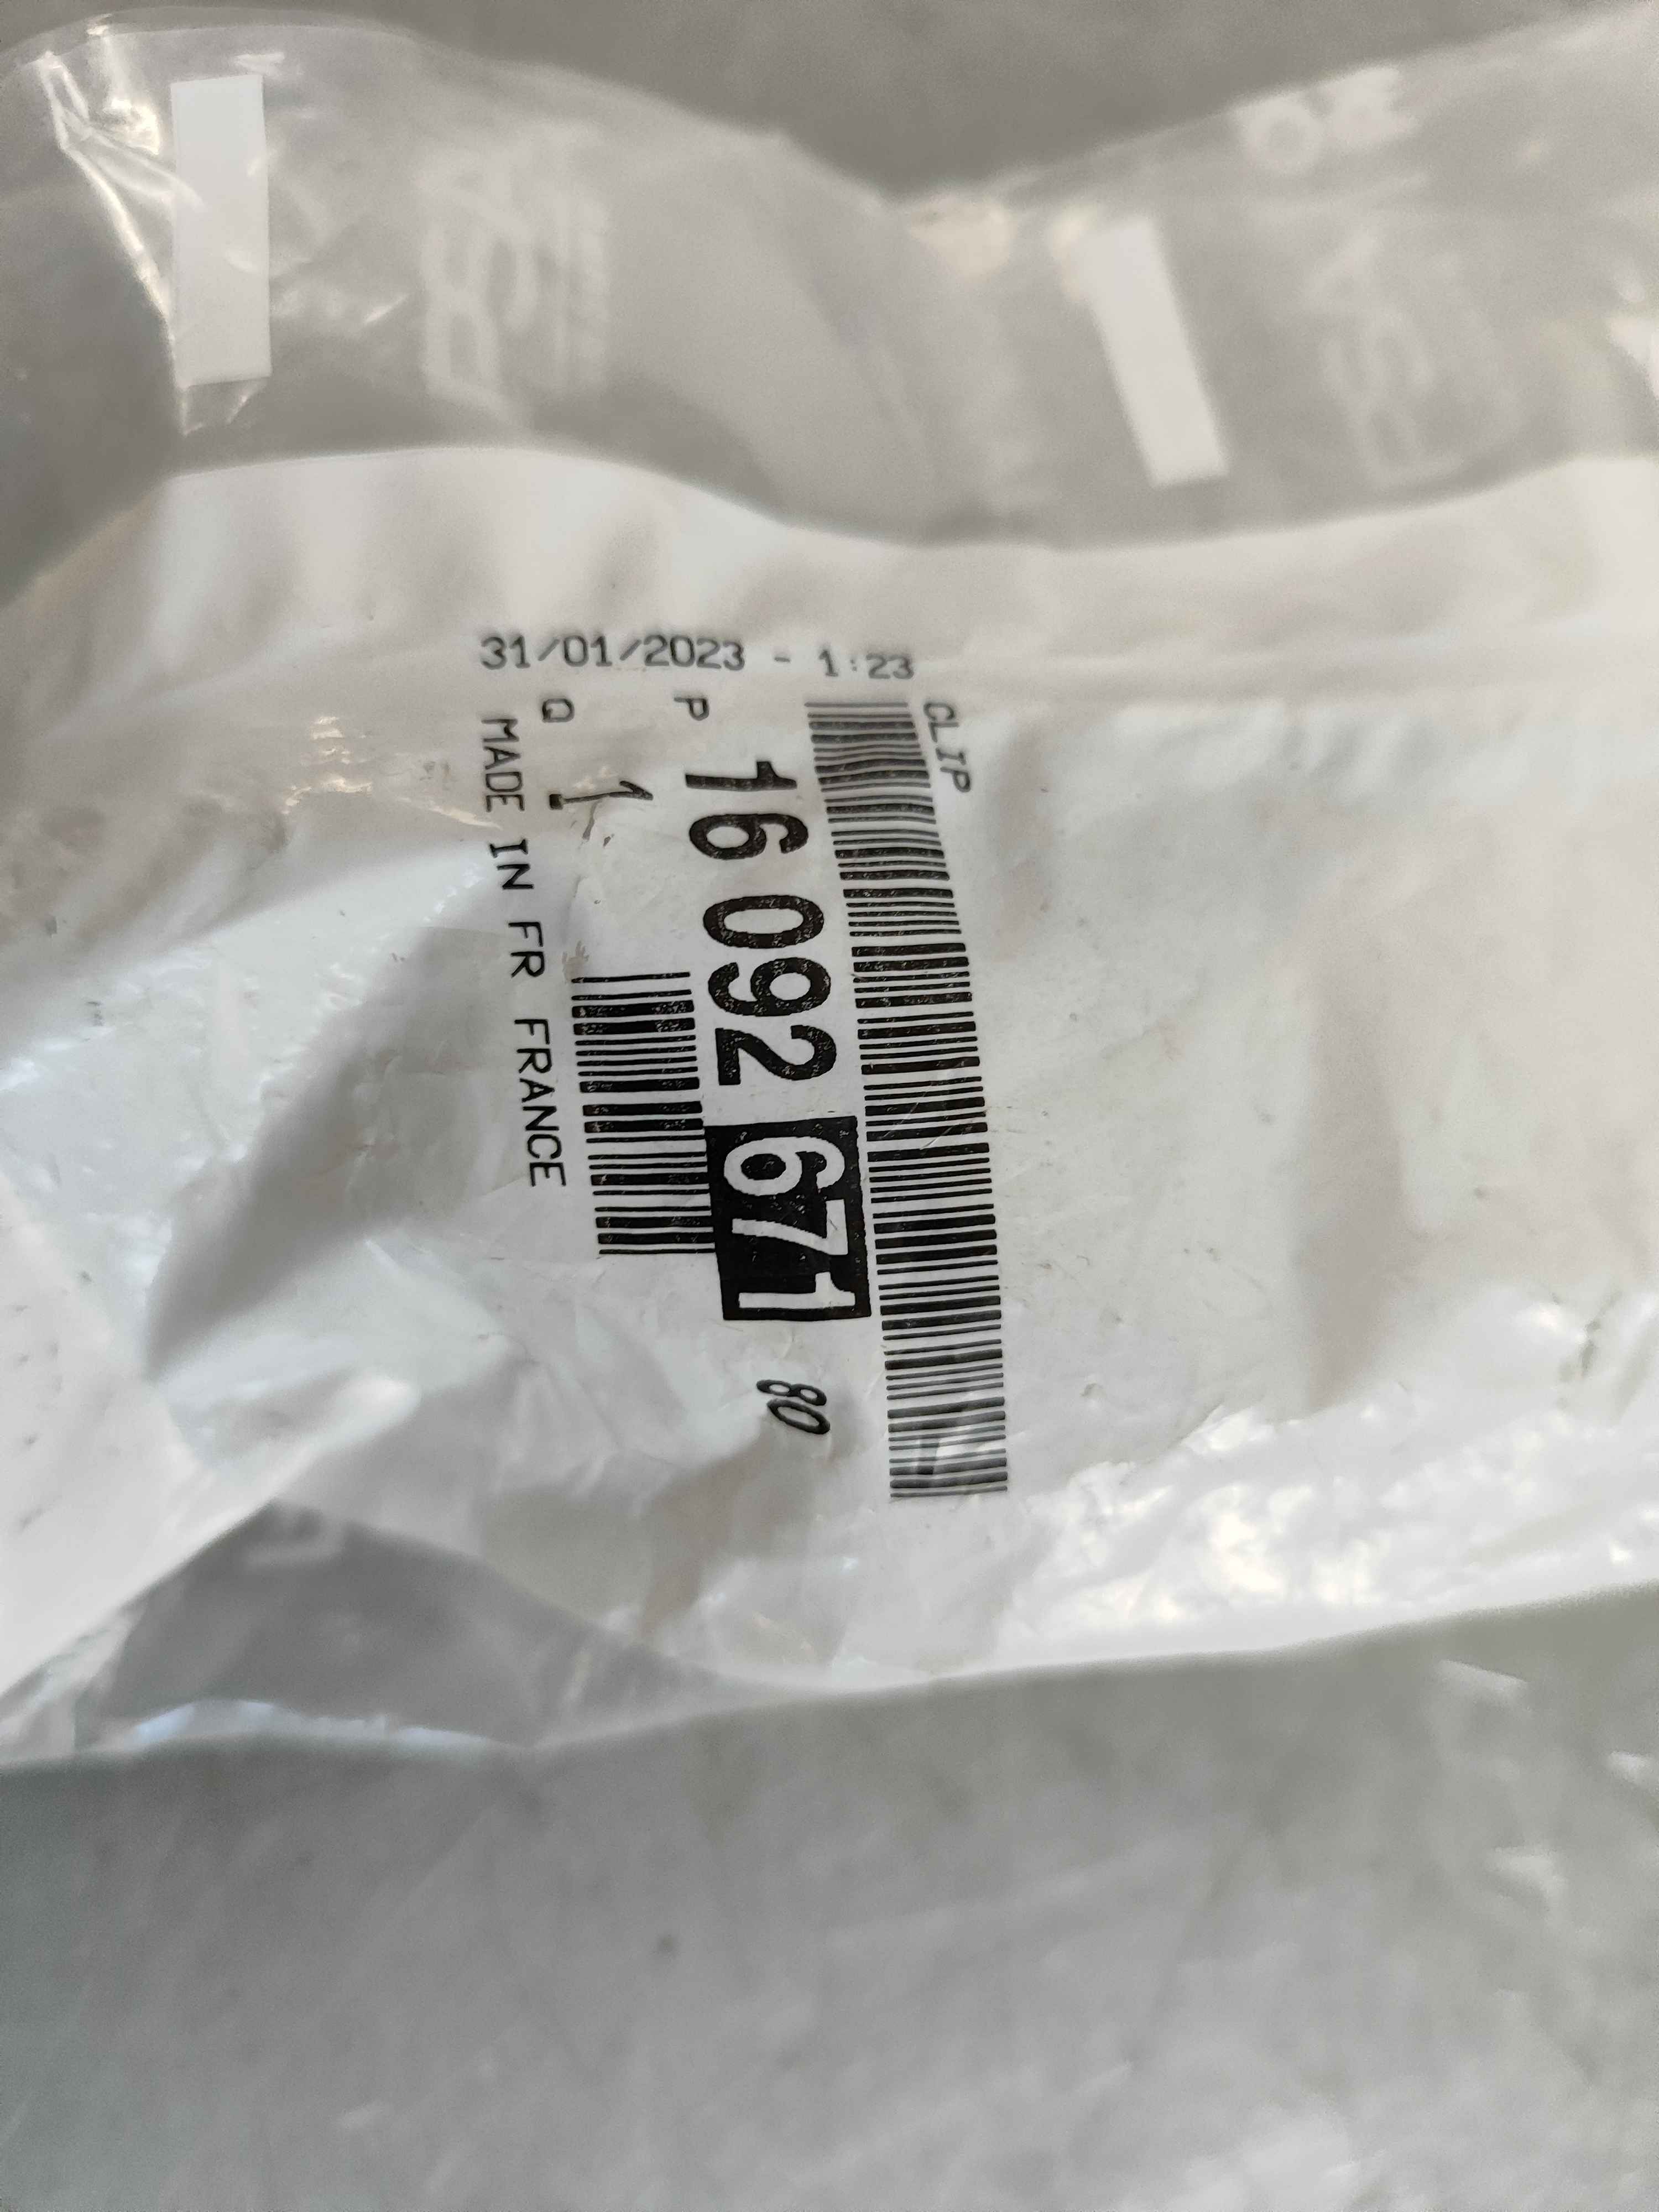 31/01/2023 - 1:23
CLIP
P 16 092 671 80
Q 1
MADE IN FR FRANCE